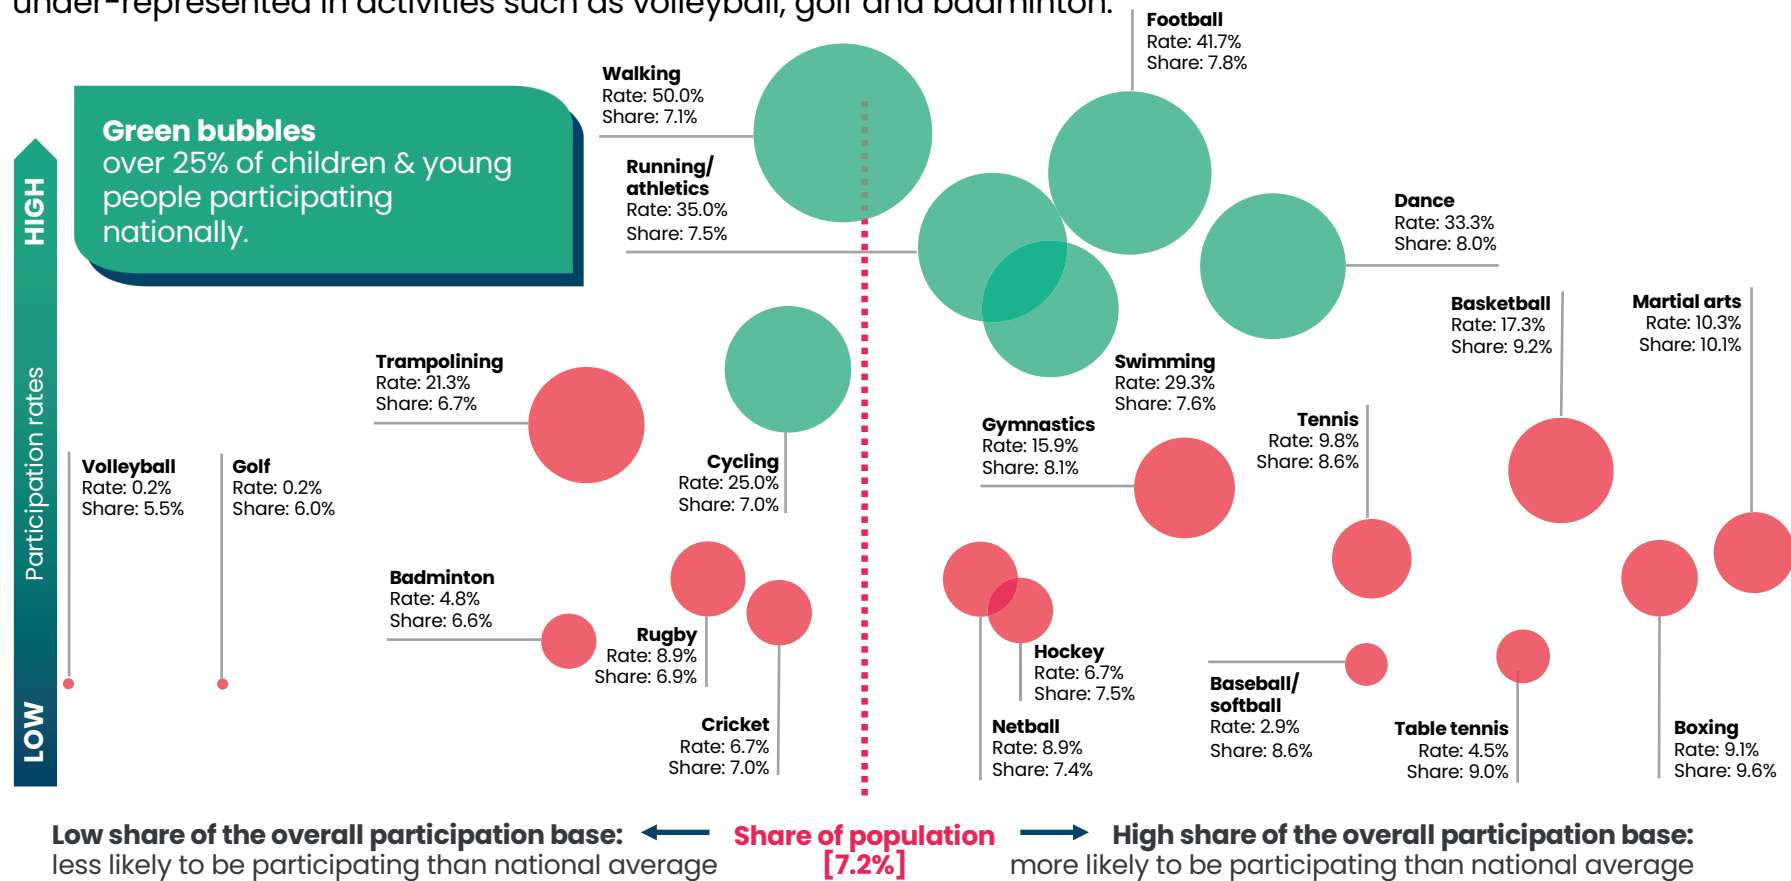 under-represented in activities such as volleyball, golf and badminton.
Football
Rate: 41.7%
Share: 7.8%
Walking
Rate: 50.0%
Share: 7.1%
Green bubbles
over 25% of children & young
people participating
nationally.
Running/
athletics
Rate: 35.0%
Share: 7.5%
Dance
Rate: 33.3%
Share: 8.0%
HIGH
Participation rates
LOW
Basketball
Rate: 17.3%
Share: 9.2%
Martial arts
Rate: 10.3%
Share: 10.1%
Trampolining
Rate: 21.3%
Share: 6.7%
Swimming
Rate: 29.3%
Share: 7.6%
Gymnastics
Rate: 15.9%
Share: 8.1%
Tennis
Rate: 9.8%
Share: 8.6%
Volleyball
Rate: 0.2%
Share: 5.5%
Golf
Rate: 0.2%
Share: 6.0%
Cycling
Rate: 25.0%
Share: 7.0%
Badminton
Rate: 4.8%
Share: 6.6%
Rugby
Rate: 8.9%
Share: 6.9%
Hockey
Rate: 6.7%
Share: 7.5%
Baseball/
softball
Rate: 2.9%
Share: 8.6%
Cricket
Rate: 6.7%
Share: 7.0%
Netball
Rate: 8.9%
Share: 7.4%
Table tennis
Rate: 4.5%
Share: 9.0%
Boxing
Rate: 9.1%
Share: 9.6%
Low share of the overall participation base:
less likely to be participating than national average
Share of population
[7.2%]
High share of the overall participation base:
more likely to be participating than national average